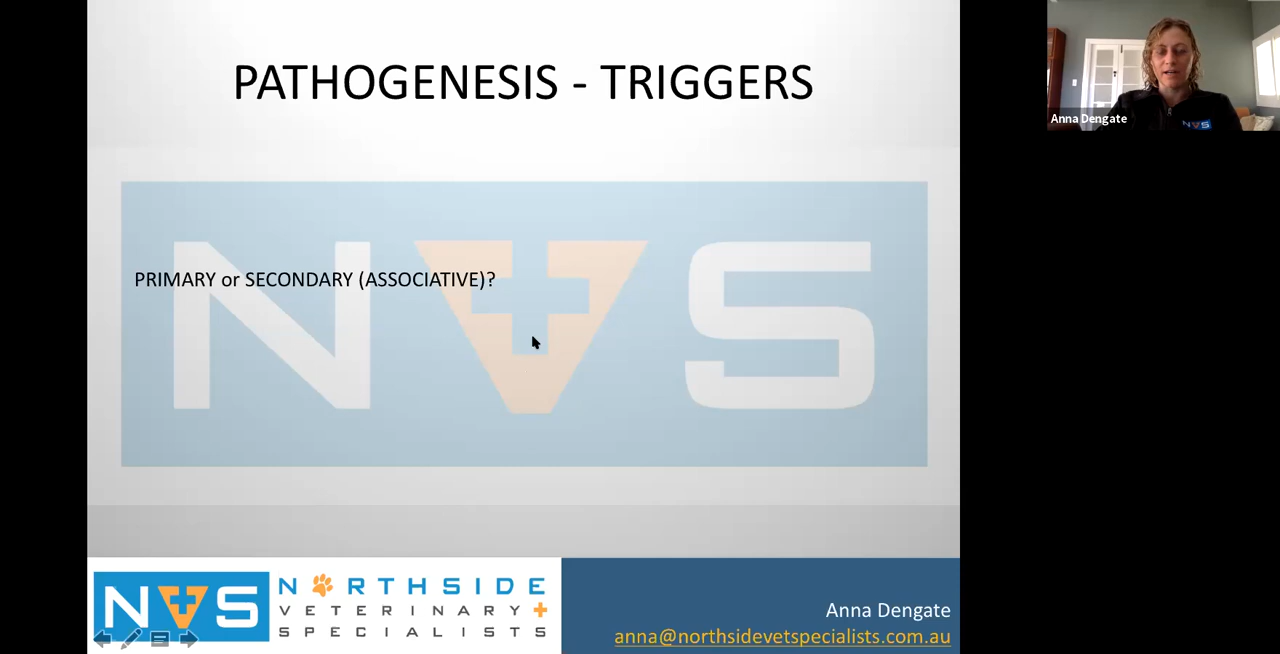 PATHOGENESIS - TRIGGERS
Anna Dengate
NVS
PRIMARY or SECONDARY (ASSOCIATIVE)?
NVS
NVS
NORTHSIDE
VETERINARY
SPECIALISTS
Anna Dengate
anna@northsidevetspecialists.com.au